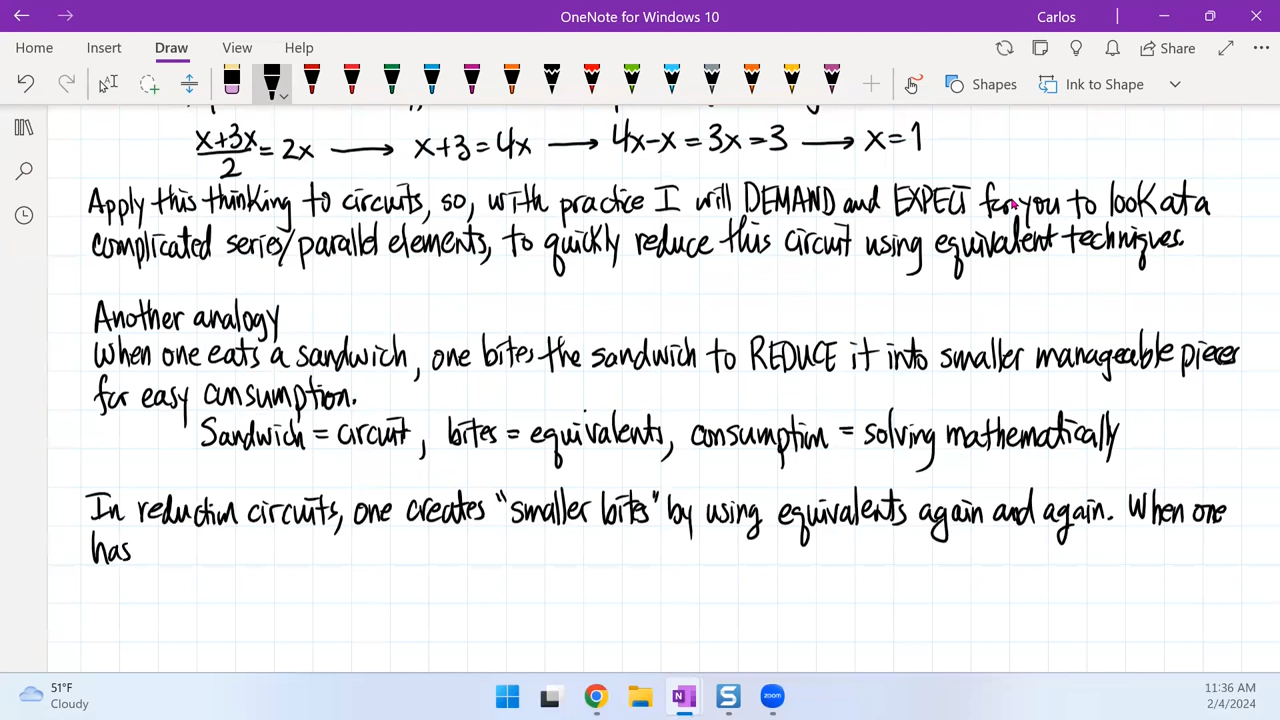 OneNote for Windows 10
Carlos
Home Insert Draw View Help
Share
Shapes
Ink to Shape
x+3x/2 = 2x → x+3 = 4x → 4x-x = 3x = 3 → x = 1
Apply this thinking to circuits, so, with practice I will DEMAND and EXPECT for you to look at a
complicated series/parallel elements, to quickly reduce this circuit using equivalent techniques.
Another analogy
When one eats a sandwich, one bites the sandwich to REDUCE it into smaller manageable pieces
for easy consumption.
Sandwich = circuit, bites = equivalents, consumption = solving mathematically
In reduction circuits, one creates "smaller bites" by using equivalents again and again. When one
has
51°F
Cloudy
zoom
11:36 AM
2/4/2024